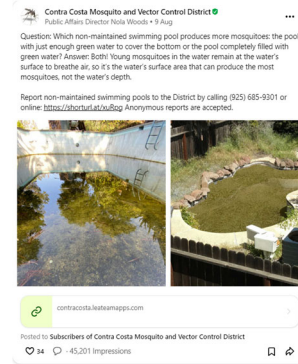 Contra Costa Mosquito and Vector Control District
Public Affairs Director Nola Woods • 9 Aug
Question: Which non-maintained swimming pool produces more mosquitoes: the pool
with just enough green water to cover the bottom or the pool completely filled with
green water? Answer: Both! Young mosquitoes in the water remain at the water's
surface to breathe air, so it's the water's surface area that can produce the most
mosquitoes, not the water's depth.
Report non-maintained swimming pools to the District by calling (925) 685-9301 or
online: https://shorturl.at/xuRog Anonymous reports are accepted.
contracosta.leateamapps.com
Posted to Subscribers of Contra Costa Mosquito and Vector Control District
34 · 45,201 Impressions